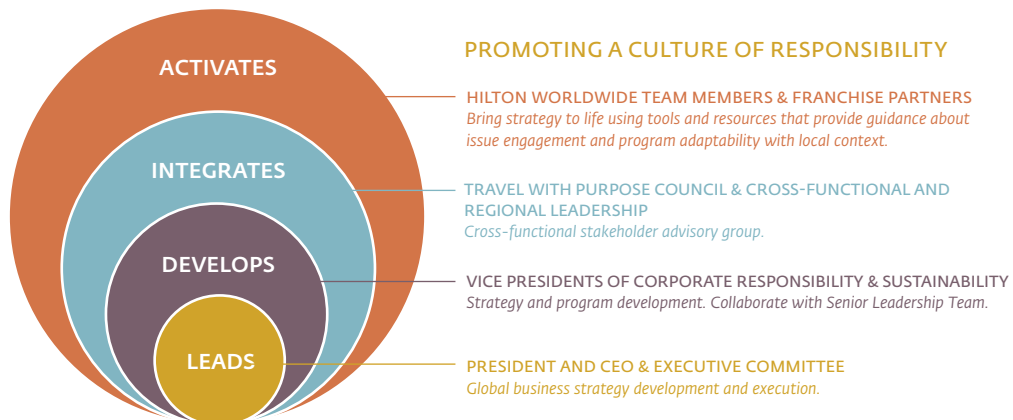 PROMOTING A CULTURE OF RESPONSIBILITY
ACTIVATES
HILTON WORLDWIDE TEAM MEMBERS & FRANCHISE PARTNERS
Bring strategy to life using tools and resources that provide guidance about
issue engagement and program adaptability with local context.
INTEGRATES
TRAVEL WITH PURPOSE COUNCIL & CROSS-FUNCTIONAL AND
REGIONAL LEADERSHIP
Cross-functional stakeholder advisory group.
DEVELOPS
VICE PRESIDENTS OF CORPORATE RESPONSIBILITY & SUSTAINABILITY
Strategy and program development. Collaborate with Senior Leadership Team.
LEADS
PRESIDENT AND CEO & EXECUTIVE COMMITTEE
Global business strategy development and execution.